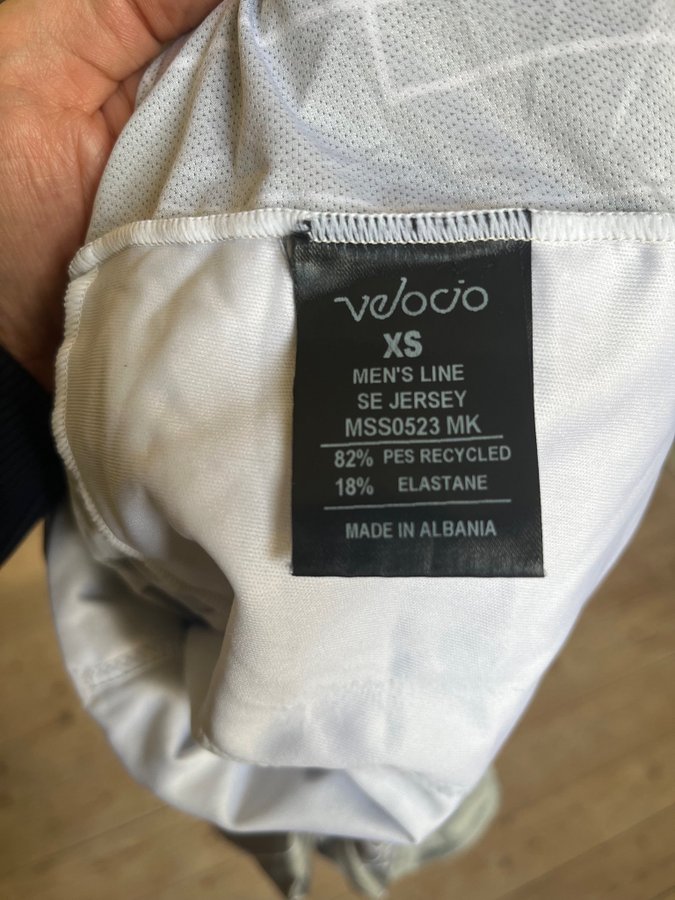 velocio
XS
MEN'S LINE
SE JERSEY
MSS0523 MK
82% PES RECYCLED
18% ELASTANE
MADE IN ALBANIA